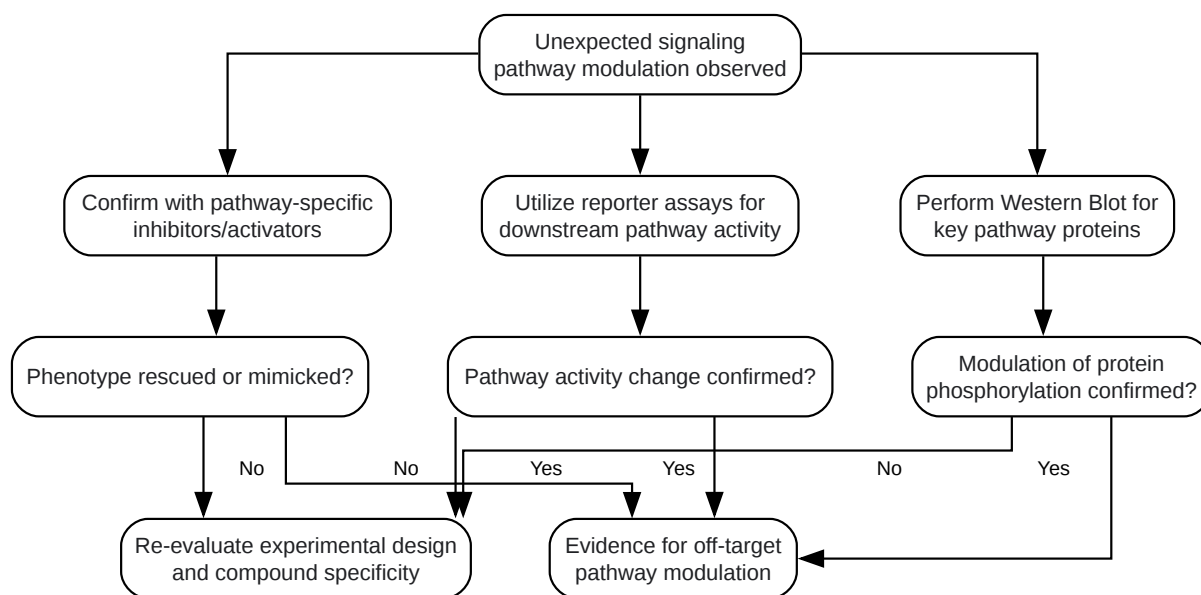 Unexpected signaling
pathway modulation observed
Confirm with pathway-specific
inhibitors/activators
Utilize reporter assays for
downstream pathway activity
Perform Western Blot for
key pathway proteins
Phenotype rescued or mimicked?
Pathway activity change confirmed?
Modulation of protein
phosphorylation confirmed?
No
No
Yes
Yes
No
Yes
Re-evaluate experimental design
and compound specificity
Evidence for off-target
pathway modulation